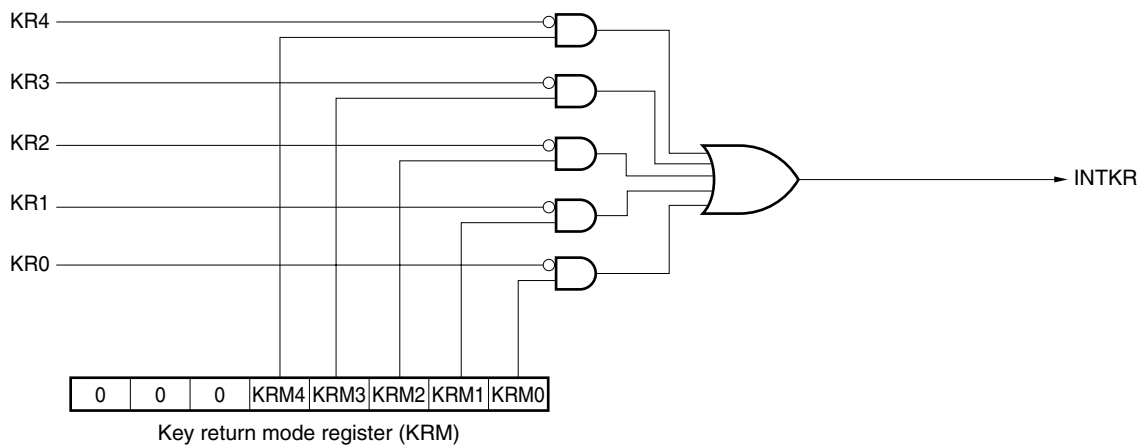 KR4
KR3
KR2
KR1
KR0
INTKR
0 0 0 KRM4 KRM3 KRM2 KRM1 KRM0
Key return mode register (KRM)